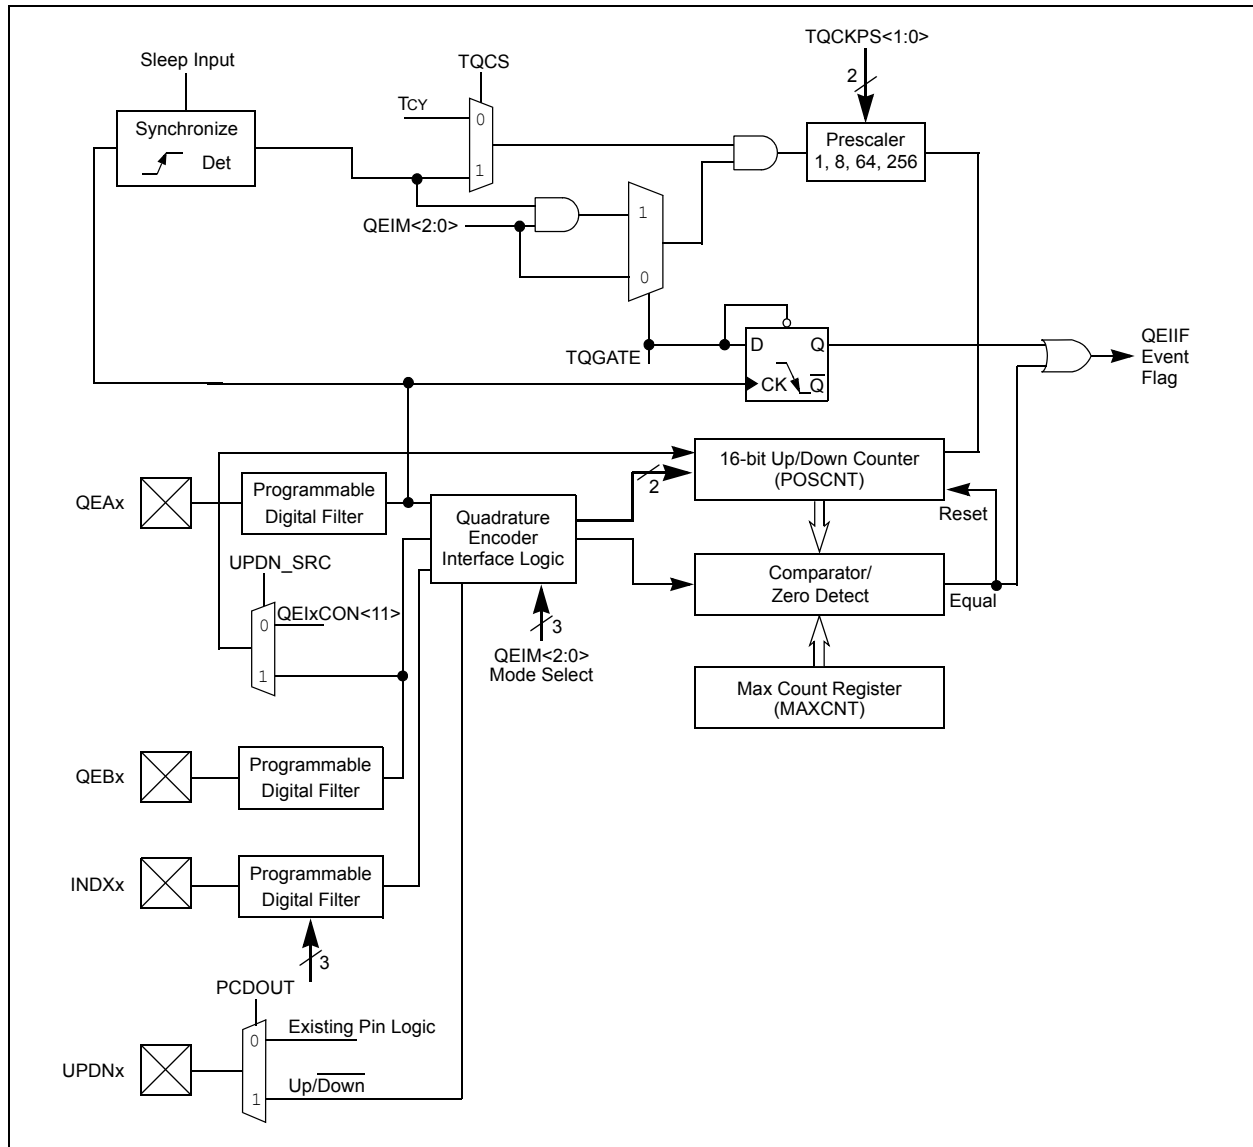 TQCKPS<1:0>
Sleep Input
TQCS
2
TCY
0
Synchronize
Det
Prescaler
1, 8, 64, 256
1
1
QEIM<2:0>
0
D
Q
TQGATE
CK
Q
QEIIF
Event
Flag
16-bit Up/Down Counter
(POSCNT)
2
QEAx
Programmable
Digital Filter
Quadrature
Encoder
Interface Logic
Reset
UPDN_SRC
Comparator/
Zero Detect
Equal
0
QEIxCON<11>
3
QEIM<2:0>
Mode Select
1
Max Count Register
(MAXCNT)
QEBx
Programmable
Digital Filter
INDXx
Programmable
Digital Filter
3
PCDOUT
0
Existing Pin Logic
UPDNx
Up/Down
1